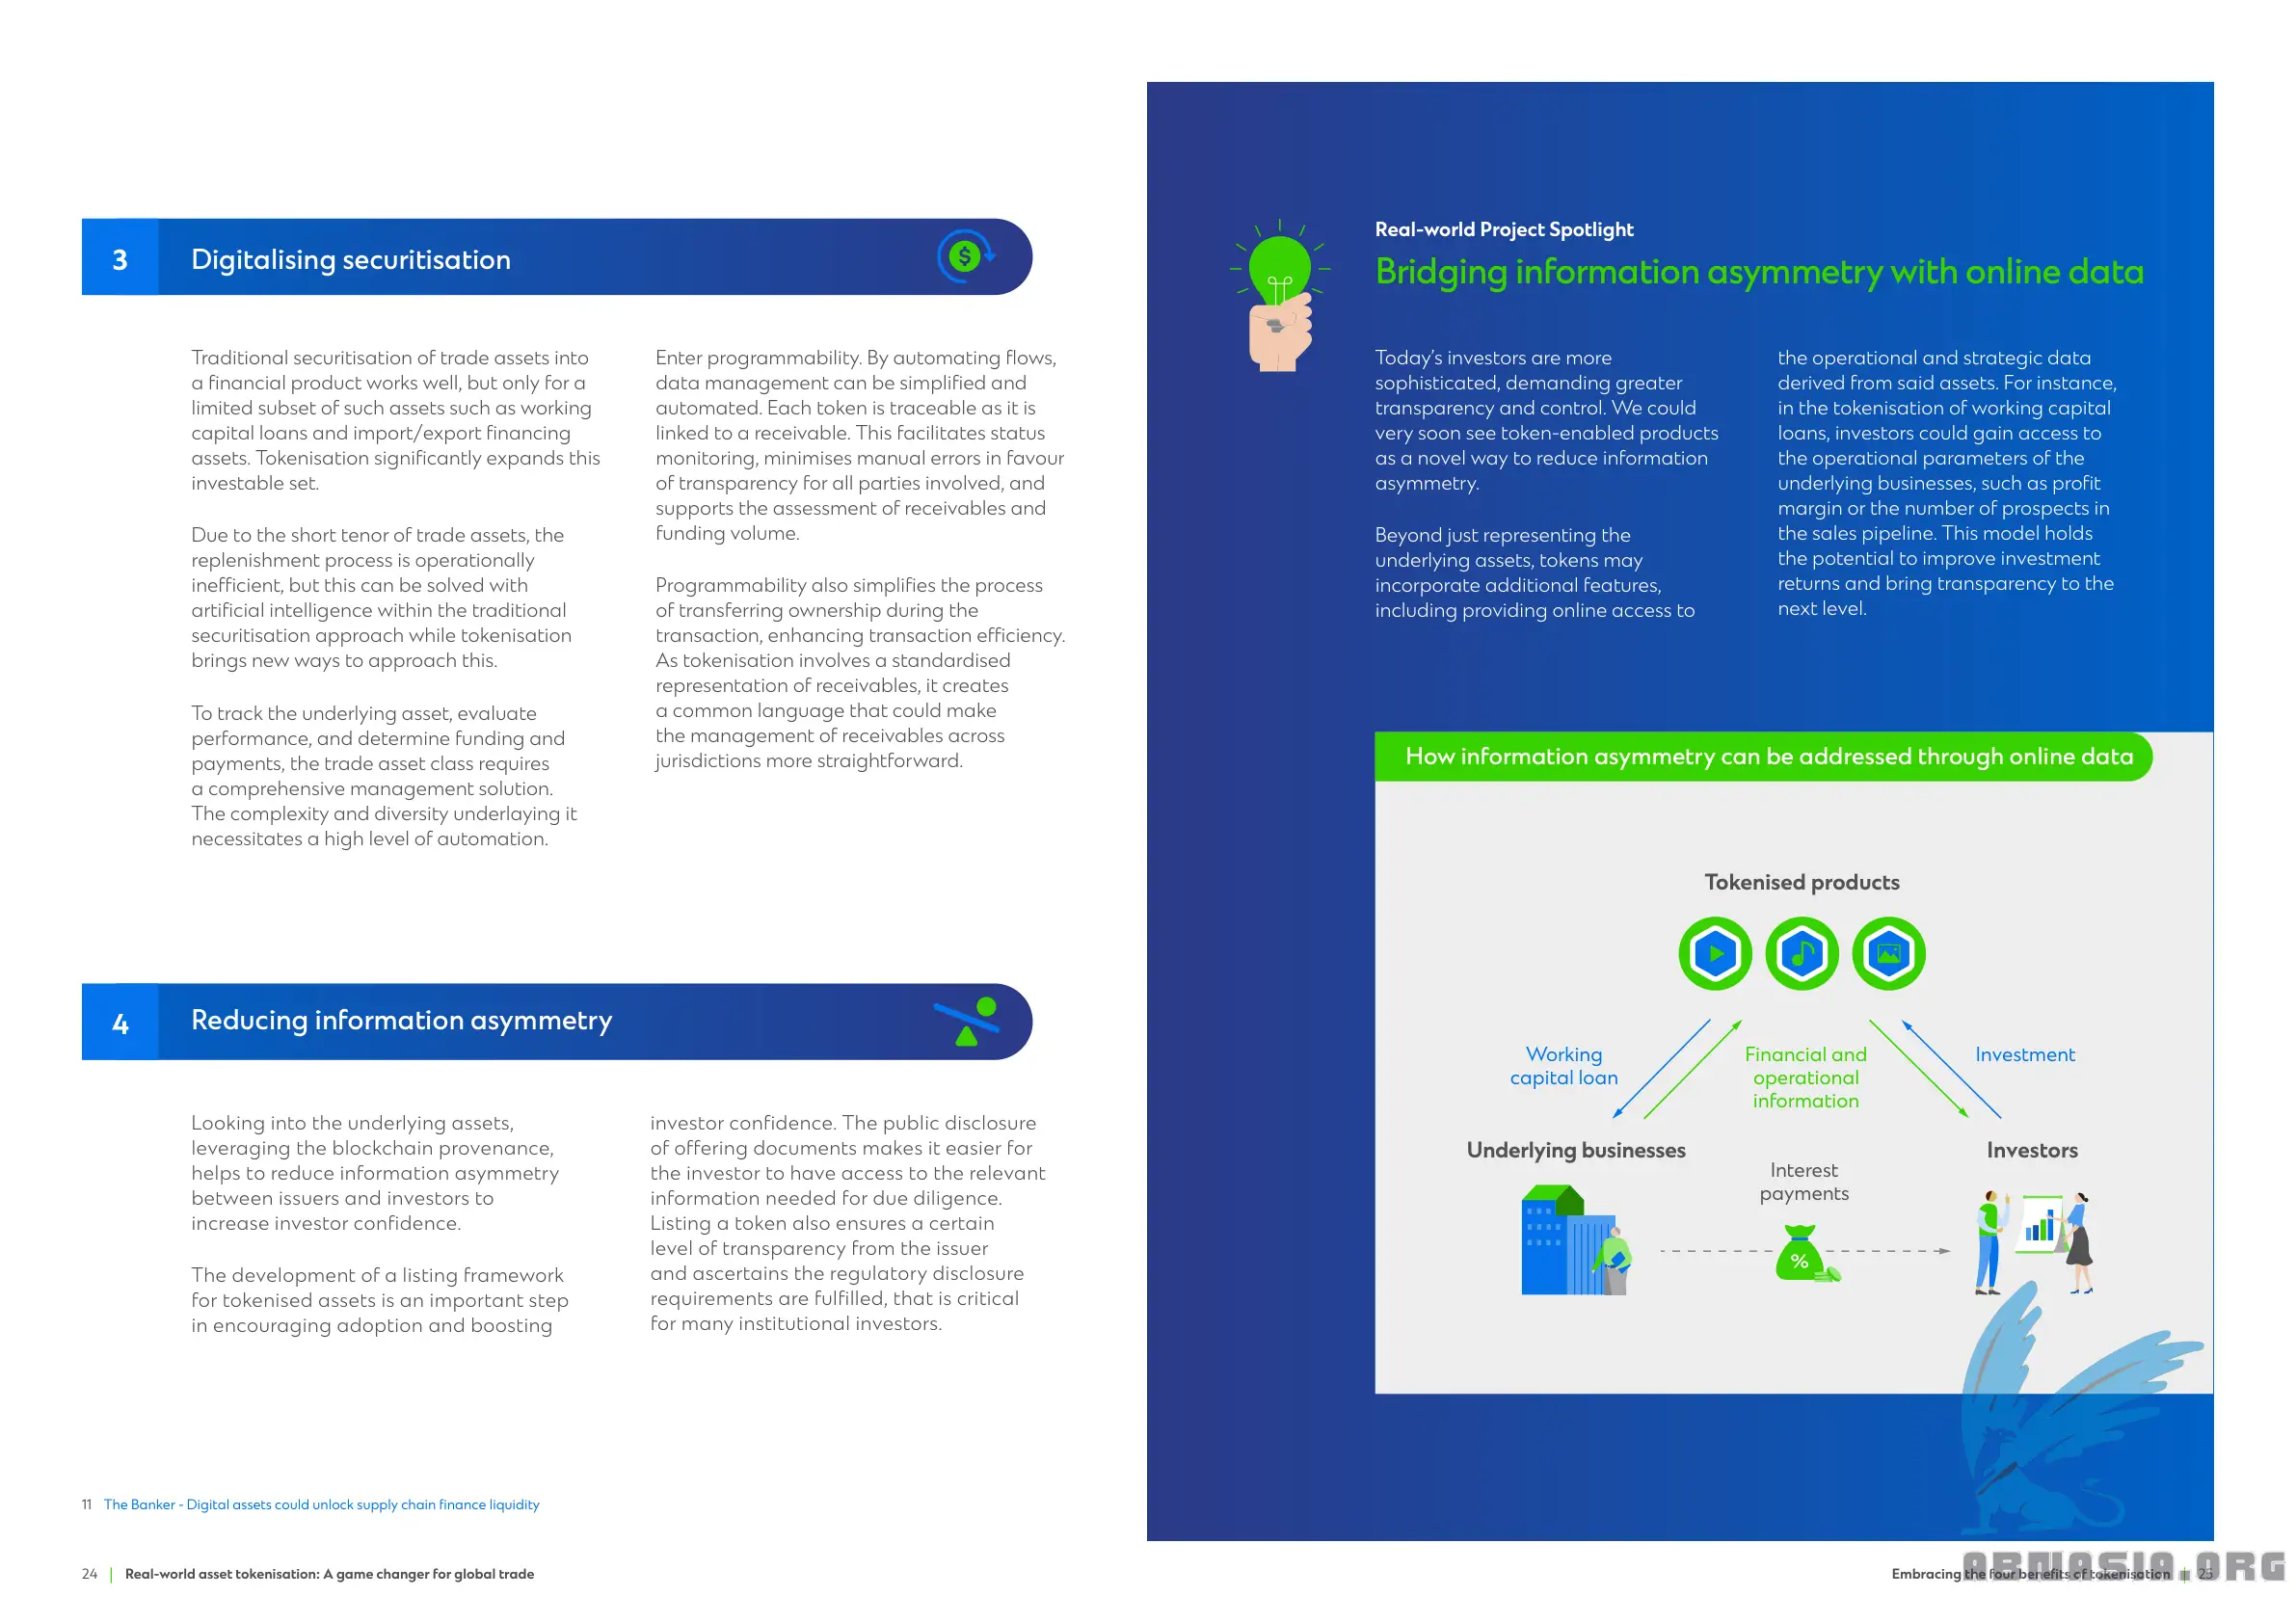 3
Digitalising securitisation
$
Traditional securitisation of trade assets into
a financial product works well, but only for a
limited subset of such assets such as working
capital loans and import/export financing
assets. Tokenisation significantly expands this
investable set.
Due to the short tenor of trade assets, the
replenishment process is operationally
inefficient, but this can be solved with
artificial intelligence within the traditional
securitisation approach while tokenisation
brings new ways to approach this.
To track the underlying asset, evaluate
performance, and determine funding and
payments, the trade asset class requires
a comprehensive management solution.
The complexity and diversity underlaying it
necessitates a high level of automation.
Enter programmability. By automating flows,
data management can be simplified and
automated. Each token is traceable as it is
linked to a receivable. This facilitates status
monitoring, minimises manual errors in favour
of transparency for all parties involved, and
supports the assessment of receivables and
funding volume.
Programmability also simplifies the process
of transferring ownership during the
transaction, enhancing transaction efficiency.
As tokenisation involves a standardised
representation of receivables, it creates
a common language that could make
the management of receivables across
jurisdictions more straightforward.
4
Reducing information asymmetry
Looking into the underlying assets,
leveraging the blockchain provenance,
helps to reduce information asymmetry
between issuers and investors to
increase investor confidence.
The development of a listing framework
for tokenised assets is an important step
in encouraging adoption and boosting
investor confidence. The public disclosure
of offering documents makes it easier for
the investor to have access to the relevant
information needed for due diligence.
Listing a token also ensures a certain
level of transparency from the issuer
and ascertains the regulatory disclosure
requirements are fulfilled, that is critical
for many institutional investors.
11 The Banker - Digital assets could unlock supply chain finance liquidity
24 | Real-world asset tokenisation: A game changer for global trade
Real-world Project Spotlight
Bridging information asymmetry with online data
Today's investors are more
sophisticated, demanding greater
transparency and control. We could
very soon see token-enabled products
as a novel way to reduce information
asymmetry.
Beyond just representing the
underlying assets, tokens may
incorporate additional features,
including providing online access to
the operational and strategic data
derived from said assets. For instance,
in the tokenisation of working capital
loans, investors could gain access to
the operational parameters of the
underlying businesses, such as profit
margin or the number of prospects in
the sales pipeline. This model holds
the potential to improve investment
returns and bring transparency to the
next level.
How information asymmetry can be addressed through online data
Tokenised products
Working
capital loan
Financial and
operational
information
Investment
Underlying businesses
Investors
Interest
payments
%
Embracing the four benefits of tokenisation | 25
ABMASIA.ORG